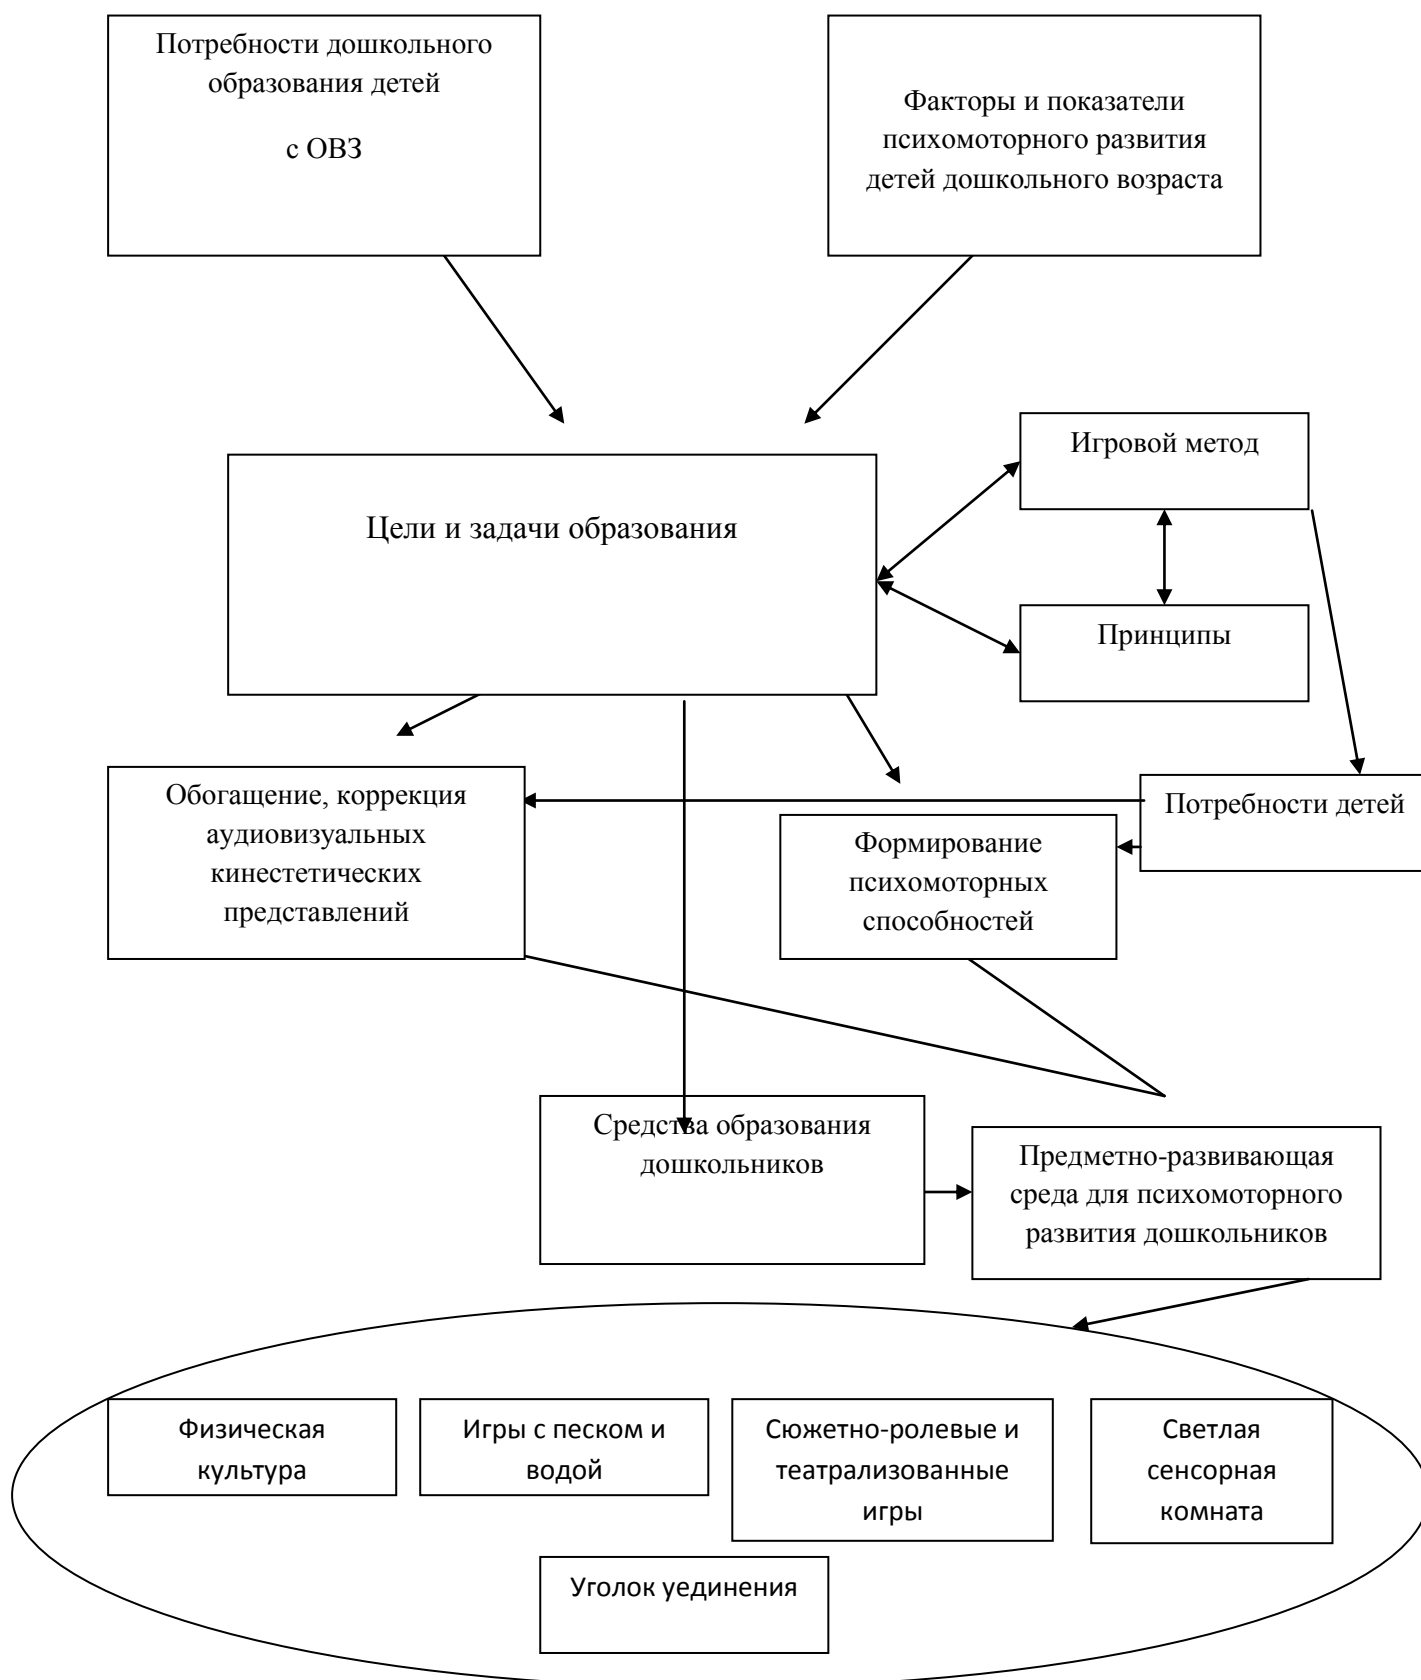 Потребности дошкольного
образования детей
с ОВЗ
Факторы и показатели
психомоторного развития
детей дошкольного возраста
Игровой метод
Цели и задачи образования
Принципы
Обогащение, коррекция
аудиовизуальных
кинестетических
представлений
Формирование
психомоторных
способностей
Потребности детей
Средства образования
дошкольников
Предметно-развивающая
среда для психомоторного
развития дошкольников
Физическая
культура
Игры с песком и
водой
Сюжетно-ролевые и
театрализованные
игры
Светлая
сенсорная
комната
Уголок уединения